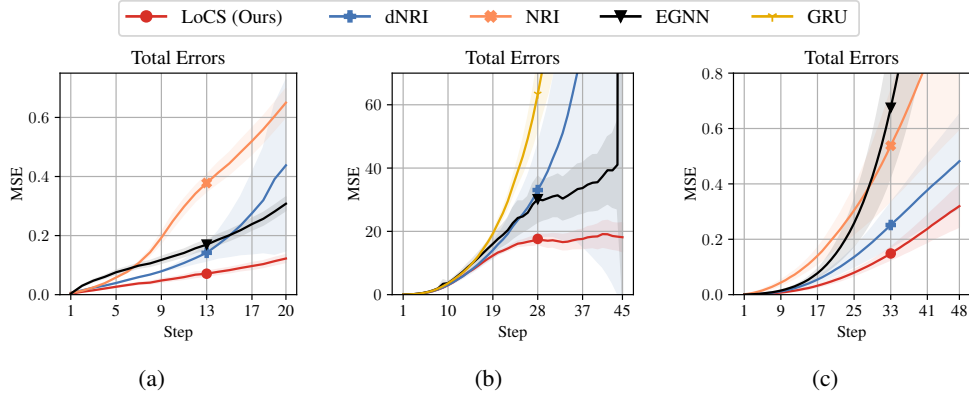 LoCS (Ours) dNRI NRI EGNN GRU
Total Errors
MSE
0.6
0.4
0.2
0.0
1 5 9 13 17 20
Step
(a)
Total Errors
MSE
60
40
20
0
1 10 19 28 37 45
Step
(b)
Total Errors
MSE
0.8
0.6
0.4
0.2
0.0
1 9 17 25 33 41 48
Step
(c)